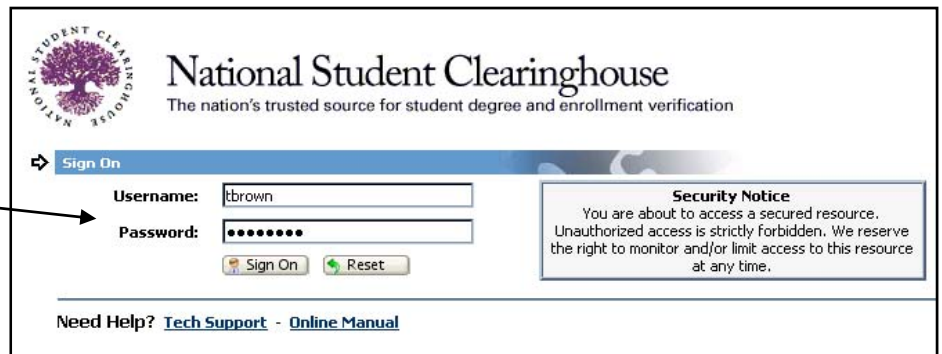 NATIONAL STUDENT CLEARINGHOUSE
National Student Clearinghouse
The nation's trusted source for student degree and enrollment verification
Sign On
Username: tbrown
Password: ••••••••
Sign On Reset
Security Notice
You are about to access a secured resource.
Unauthorized access is strictly forbidden. We reserve
the right to monitor and/or limit access to this resource
at any time.
Need Help? Tech Support - Online Manual